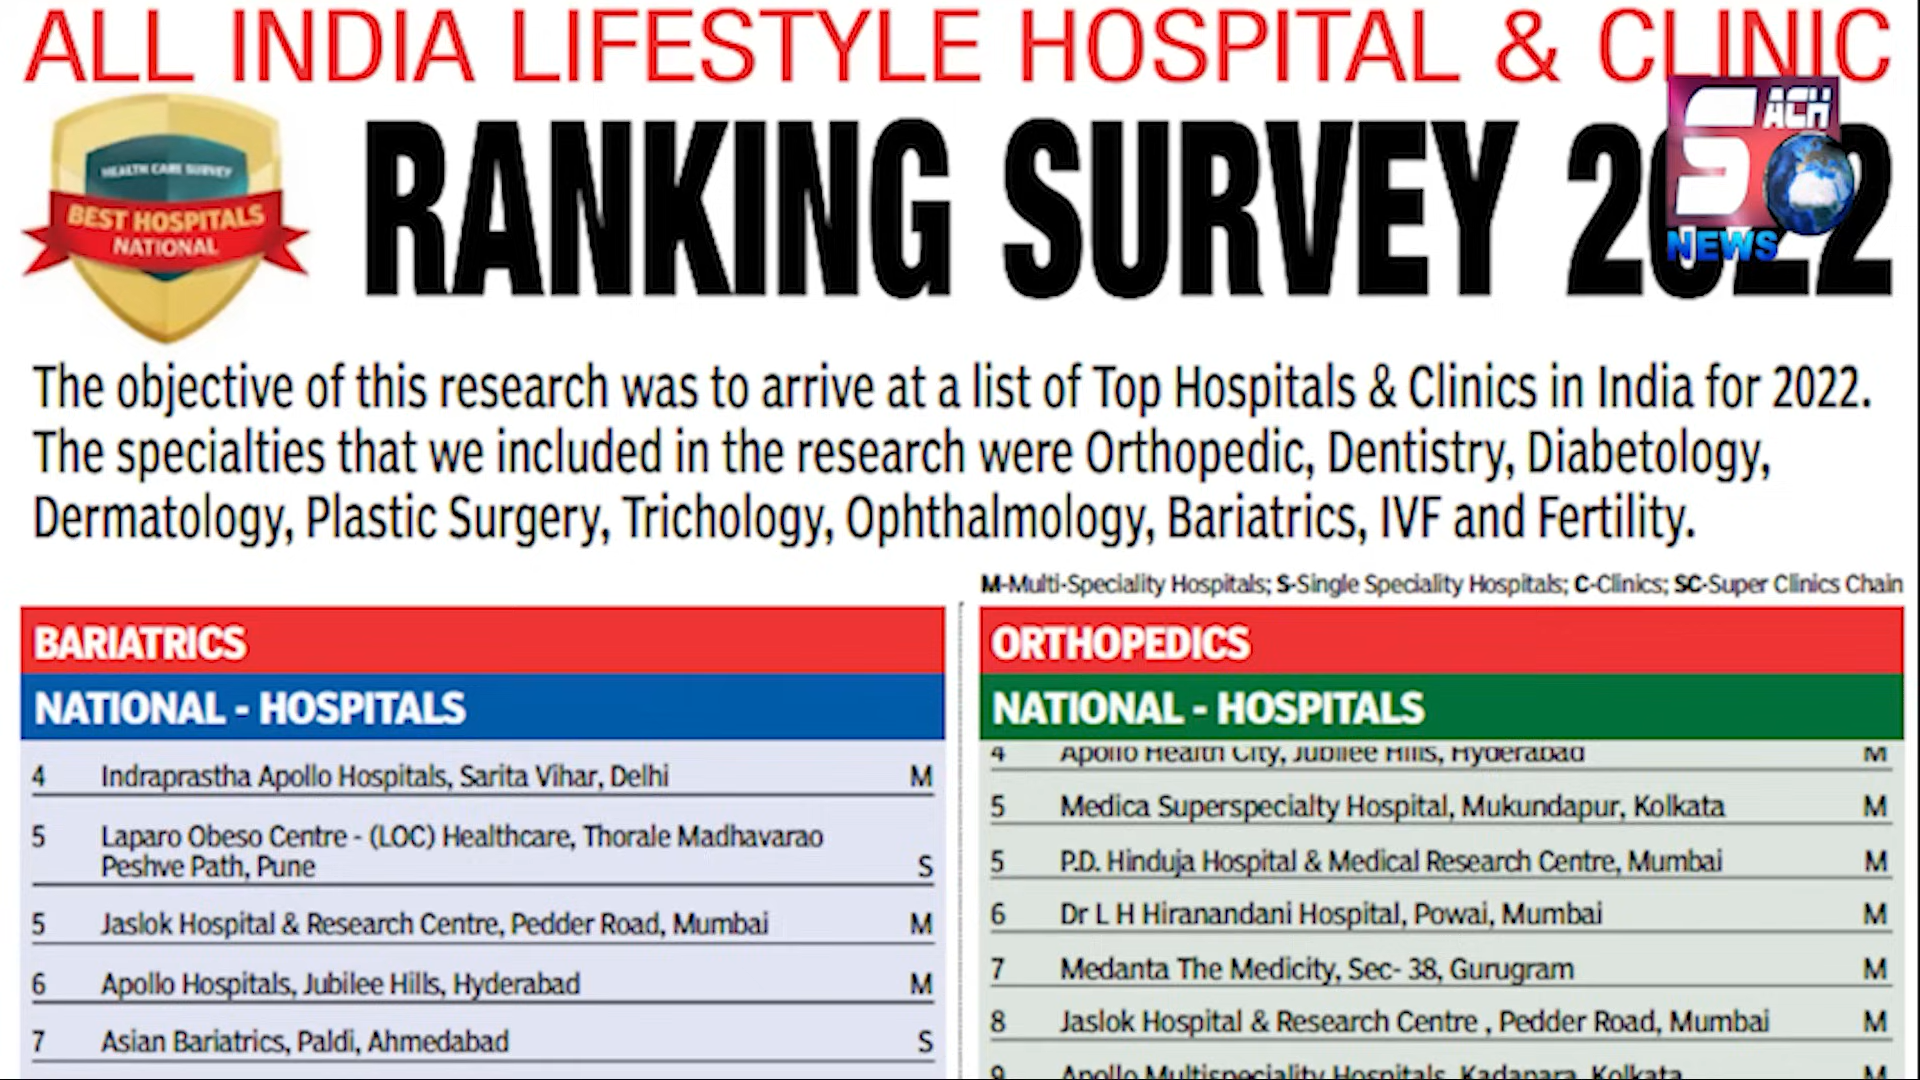 ALL INDIA LIFESTYLE HOSPITAL & CLINIC
HEALTH CARE SURVEY
BEST HOSPITALS
NATIONAL
RANKING SURVEY 2022
SACH
NEWS
The objective of this research was to arrive at a list of Top Hospitals & Clinics in India for 2022.
The specialties that we included in the research were Orthopedic, Dentistry, Diabetology,
Dermatology, Plastic Surgery, Trichology, Ophthalmology, Bariatrics, IVF and Fertility.
M-Multi-Speciality Hospitals; S-Single Speciality Hospitals; C-Clinics; SC-Super Clinics Chain
BARIATRICS
NATIONAL - HOSPITALS
4 Indraprastha Apollo Hospitals, Sarita Vihar, Delhi M
5 Laparo Obeso Centre - (LOC) Healthcare, Thorale Madhavarao
Peshve Path, Pune S
5 Jaslok Hospital & Research Centre, Pedder Road, Mumbai M
6 Apollo Hospitals, Jubilee Hills, Hyderabad M
7 Asian Bariatrics, Paldi, Ahmedabad S
ORTHOPEDICS
NATIONAL - HOSPITALS
4 Apollo Health City, Jubilee Hills, Hyderabad M
5 Medica Superspecialty Hospital, Mukundapur, Kolkata M
5 P.D. Hinduja Hospital & Medical Research Centre, Mumbai M
6 Dr L H Hiranandani Hospital, Powai, Mumbai M
7 Medanta The Medicity, Sec- 38, Gurugram M
8 Jaslok Hospital & Research Centre , Pedder Road, Mumbai M
9 Apollo Multispeciality Hospitals, Kadapara, Kolkata M